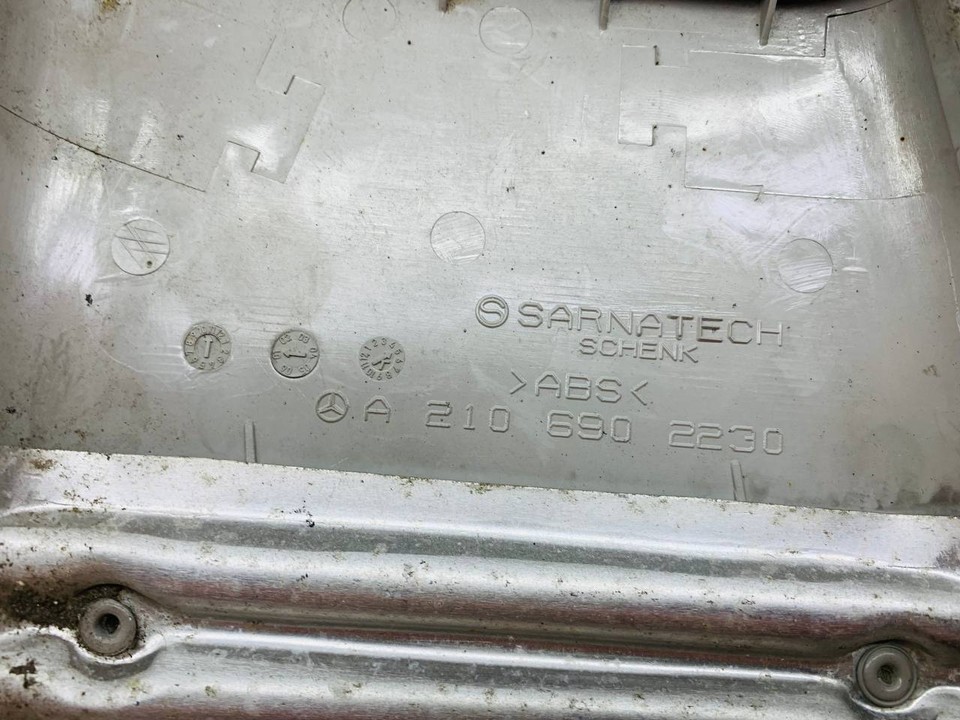 SARNATECH
SCHENK
>ABS<
A 210 690 2230